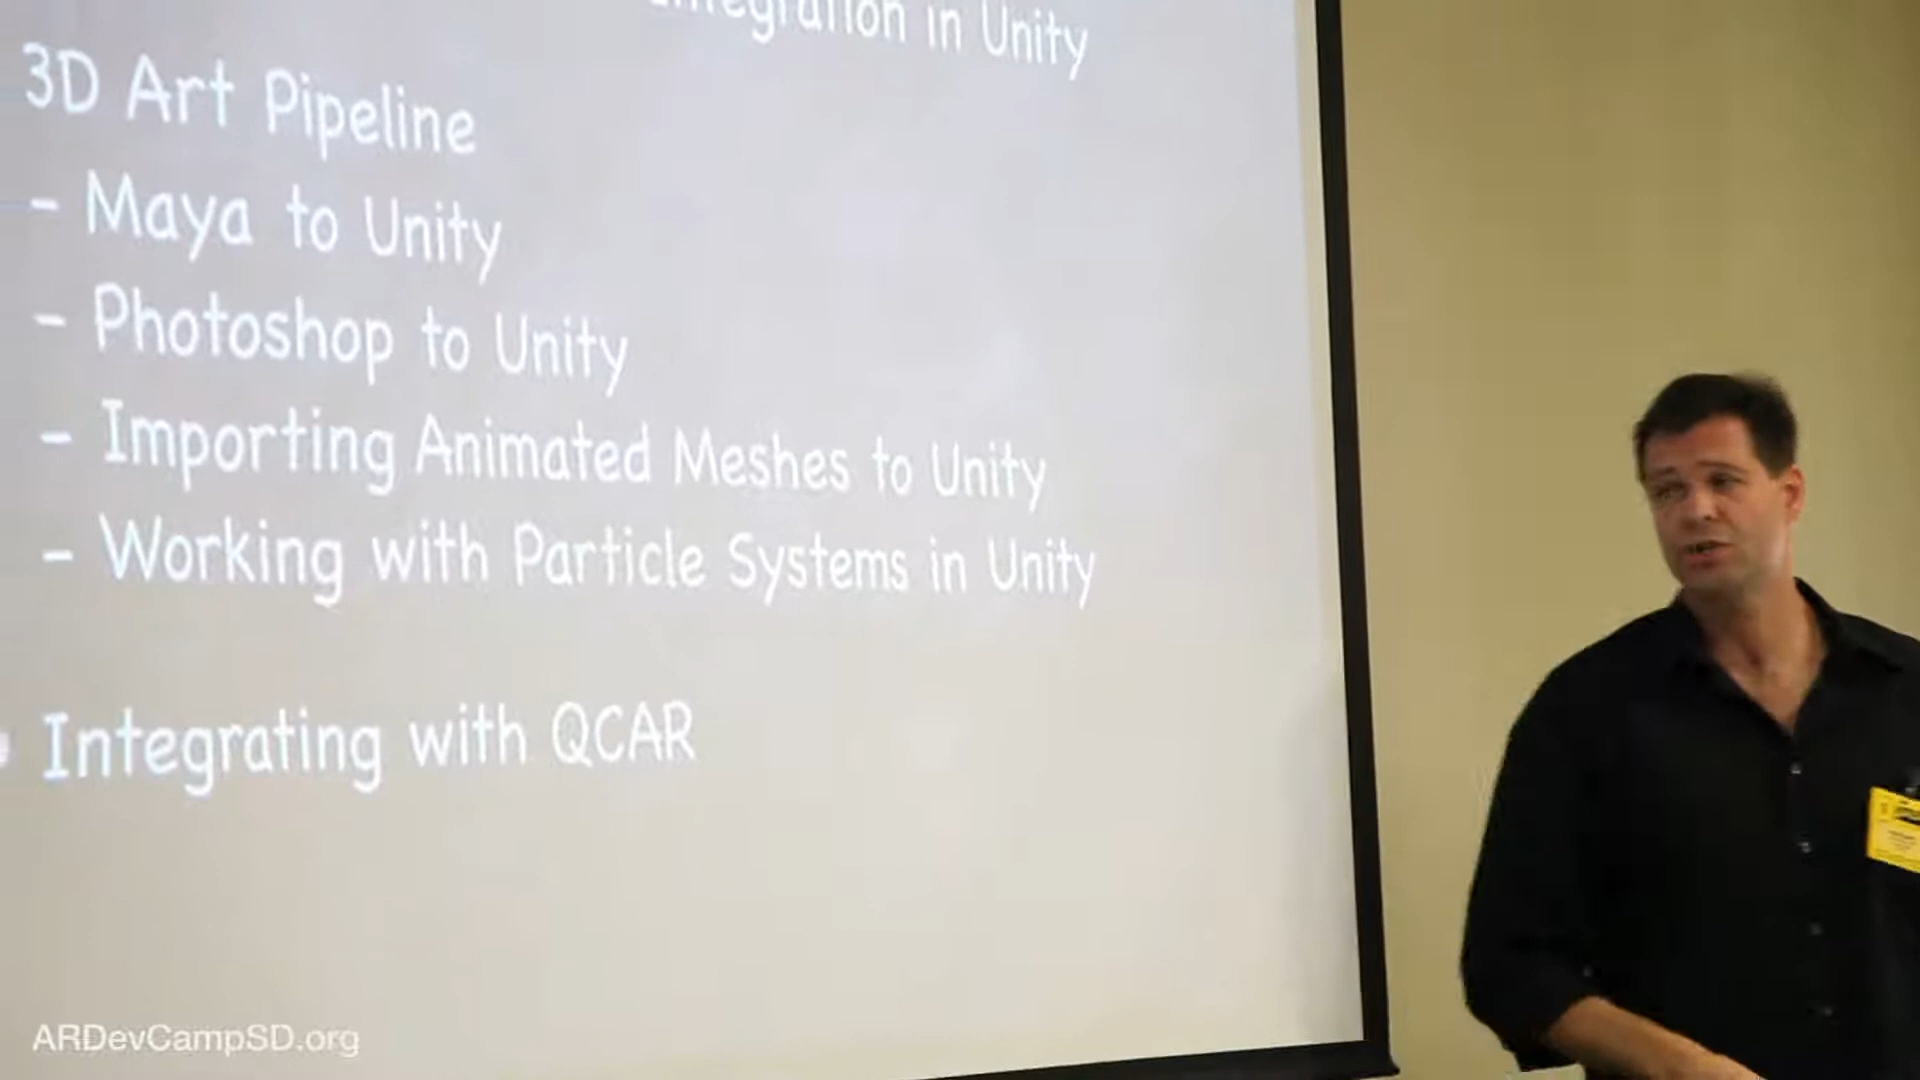 in Unity
3D Art Pipeline
- Maya to Unity
- Photoshop to Unity
- Importing Animated Meshes to Unity
- Working with Particle Systems in Unity
• Integrating with QCAR
ARDevCampSD.org